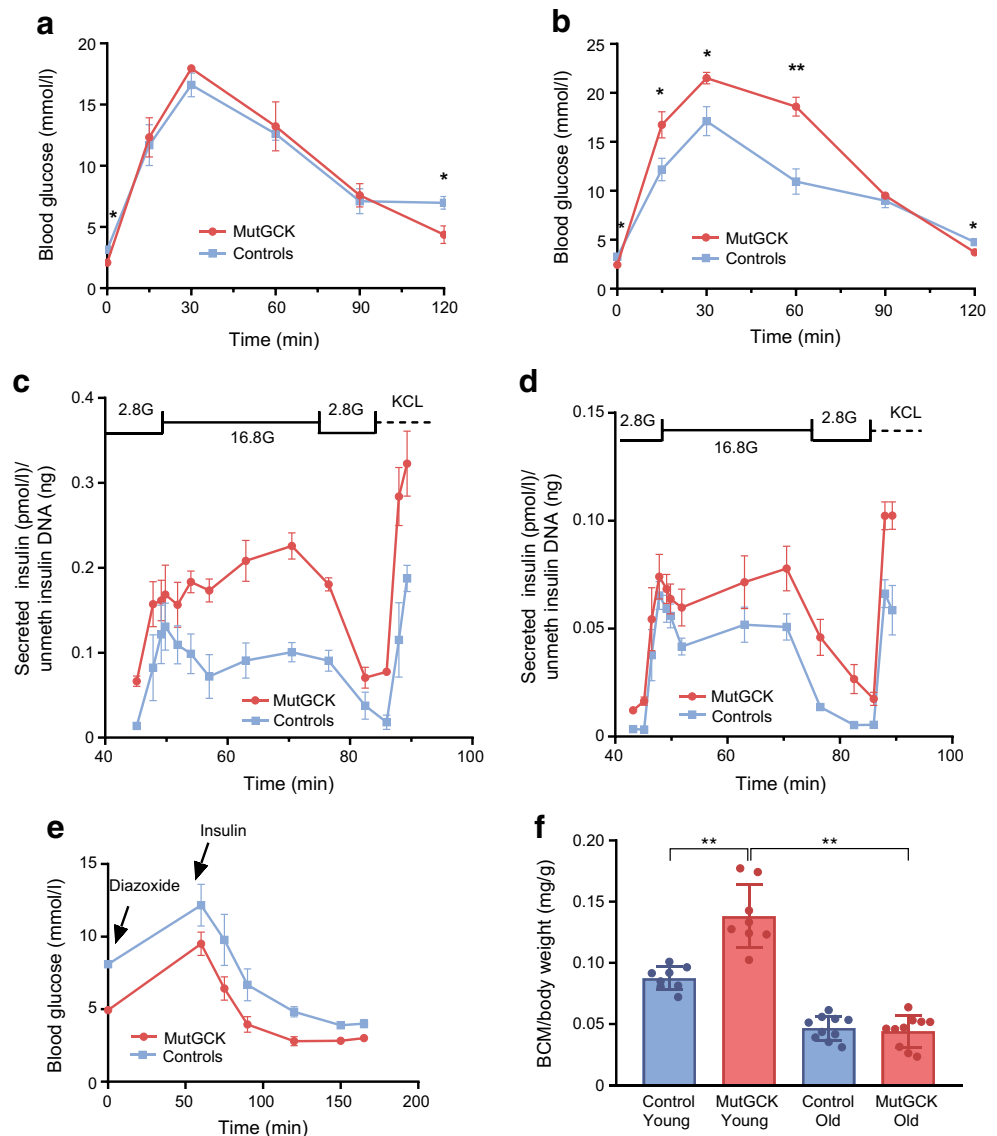 a
Blood glucose (mmol/l)
20
15
10
5
0
*
*
MutGCK
Controls
0 30 60 90 120
Time (min)
b
Blood glucose (mmol/l)
25
20
15
10
5
0
*
*
*
**
*
MutGCK
Controls
0 30 60 90 120
Time (min)
c
Secreted insulin (pmol/l)/
unmeth insulin DNA (ng)
0.4
0.3
0.2
0.1
0
2.8G
16.8G
2.8G
KCL
MutGCK
Controls
40 60 80 100
Time (min)
d
Secreted insulin (pmol/l)/
unmeth insulin DNA (ng)
0.15
0.10
0.05
0
2.8G
16.8G
2.8G
KCL
MutGCK
Controls
40 60 80 100
Time (min)
e
Blood glucose (mmol/l)
15
10
5
0
Diazoxide
Insulin
MutGCK
Controls
0 50 100 150 200
Time (min)
f
BCM/body weight (mg/g)
0.20
0.15
0.10
0.05
0
**
**
Control
Young
MutGCK
Young
Control
Old
MutGCK
Old